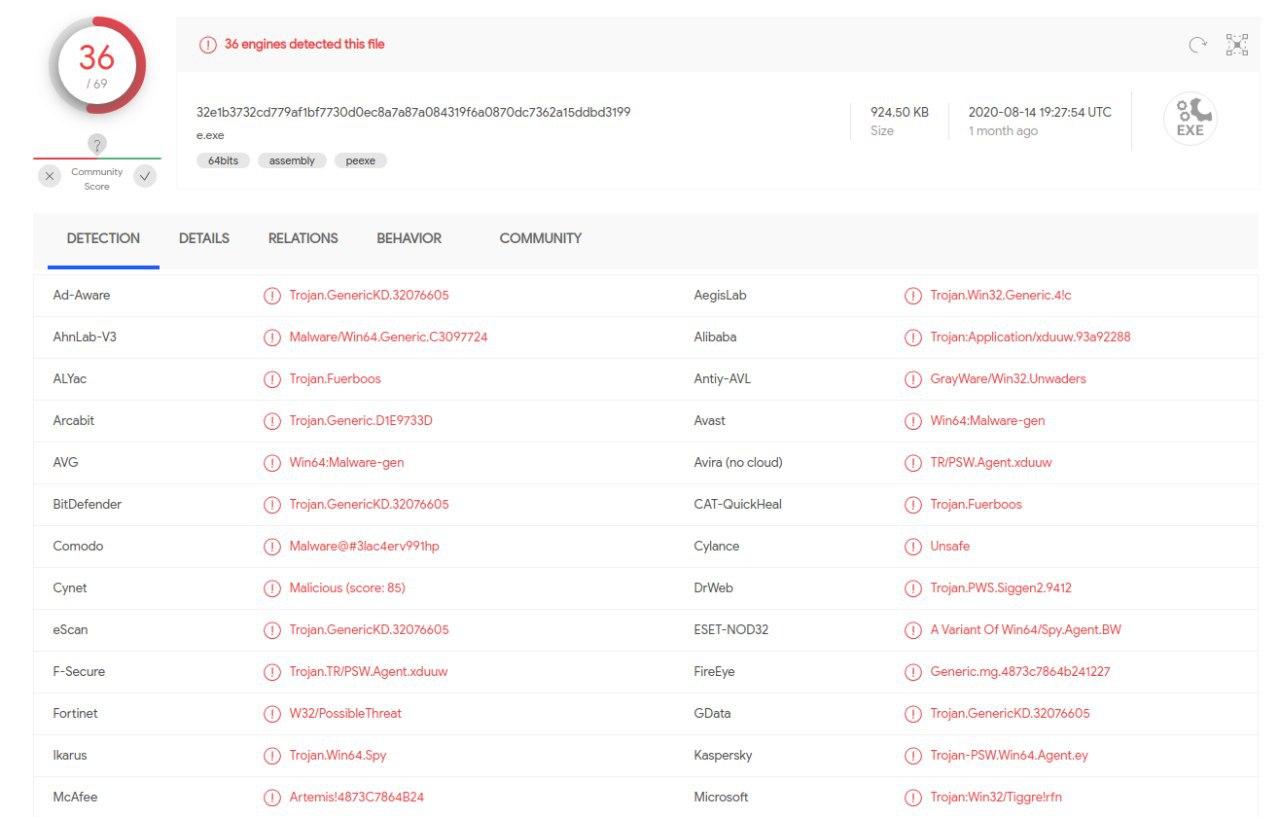 36
/ 69
?
Community
Score
36 engines detected this file
32e1b3732cd779af1bf7730d0ec8a7a87a084319f6a0870dc7362a15ddbd3199
e.exe
64bits assembly peexe
924.50 KB
Size
2020-08-14 19:27:54 UTC
1 month ago
EXE
DETECTION DETAILS RELATIONS BEHAVIOR COMMUNITY
Ad-Aware Trojan.GenericKD.32076605 AegisLab Trojan.Win32.Generic.4!c
AhnLab-V3 Malware/Win64.Generic.C3097724 Alibaba Trojan:Application/xduuw.93a92288
ALYac Trojan.Fuerboos Antiy-AVL GrayWare/Win32.Unwaders
Arcabit Trojan.Generic.D1E9733D Avast Win64:Malware-gen
AVG Win64:Malware-gen Avira (no cloud) TR/PSW.Agent.xduuw
BitDefender Trojan.GenericKD.32076605 CAT-QuickHeal Trojan.Fuerboos
Comodo Malware@#3lac4erv991hp Cylance Unsafe
Cynet Malicious (score: 85) DrWeb Trojan.PWS.Siggen2.9412
eScan Trojan.GenericKD.32076605 ESET-NOD32 A Variant Of Win64/Spy.Agent.BW
F-Secure Trojan.TR/PSW.Agent.xduuw FireEye Generic.mg.4873c7864b241227
Fortinet W32/PossibleThreat GData Trojan.GenericKD.32076605
Ikarus Trojan.Win64.Spy Kaspersky Trojan-PSW.Win64.Agent.ey
McAfee Artemis!4873C7864B24 Microsoft Trojan:Win32/Tiggre!rfn